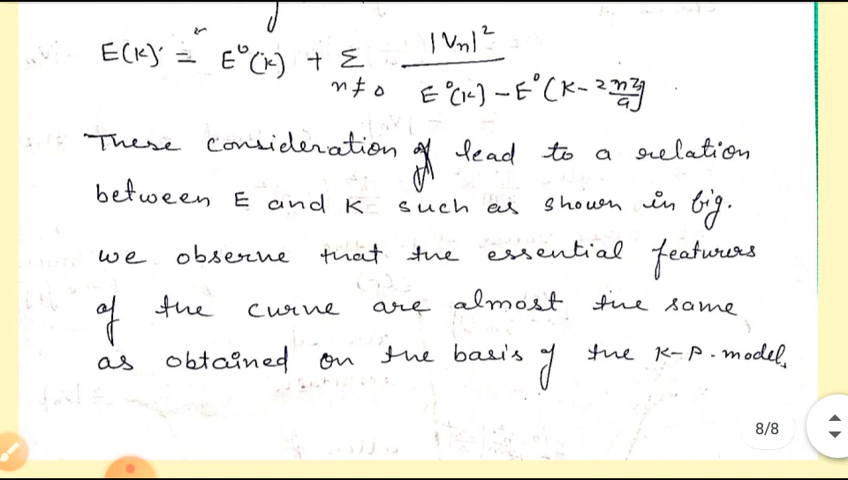 E(K) = E°(K) + Σ n≠0 |Vn|² / E°(K) - E°(K - 2πn/a)
These consideration of lead to a relation
between E and K such as shown in fig.
we observe that the essential featurers
of the curve are almost the same
as obtained on the basis of the K-P. model.
8/8